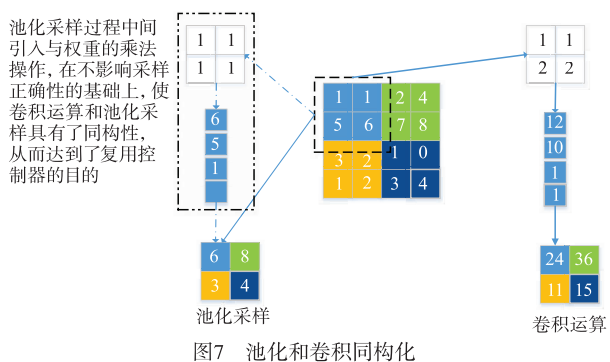 池化采样过程中间
引入与权重的乘法
操作，在不影响采样
正确性的基础上，使
卷积运算和池化采
样具有了同构性，
从而达到了复用控
制器的目的
1 1
1 1
6
5
1
6 8
3 4
池化采样
1 1 2 4
5 6 7 8
3 2 1 0
1 2 3 4
1 1
2 2
12
10
1
1
24 36
11 15
卷积运算
图7 池化和卷积同构化